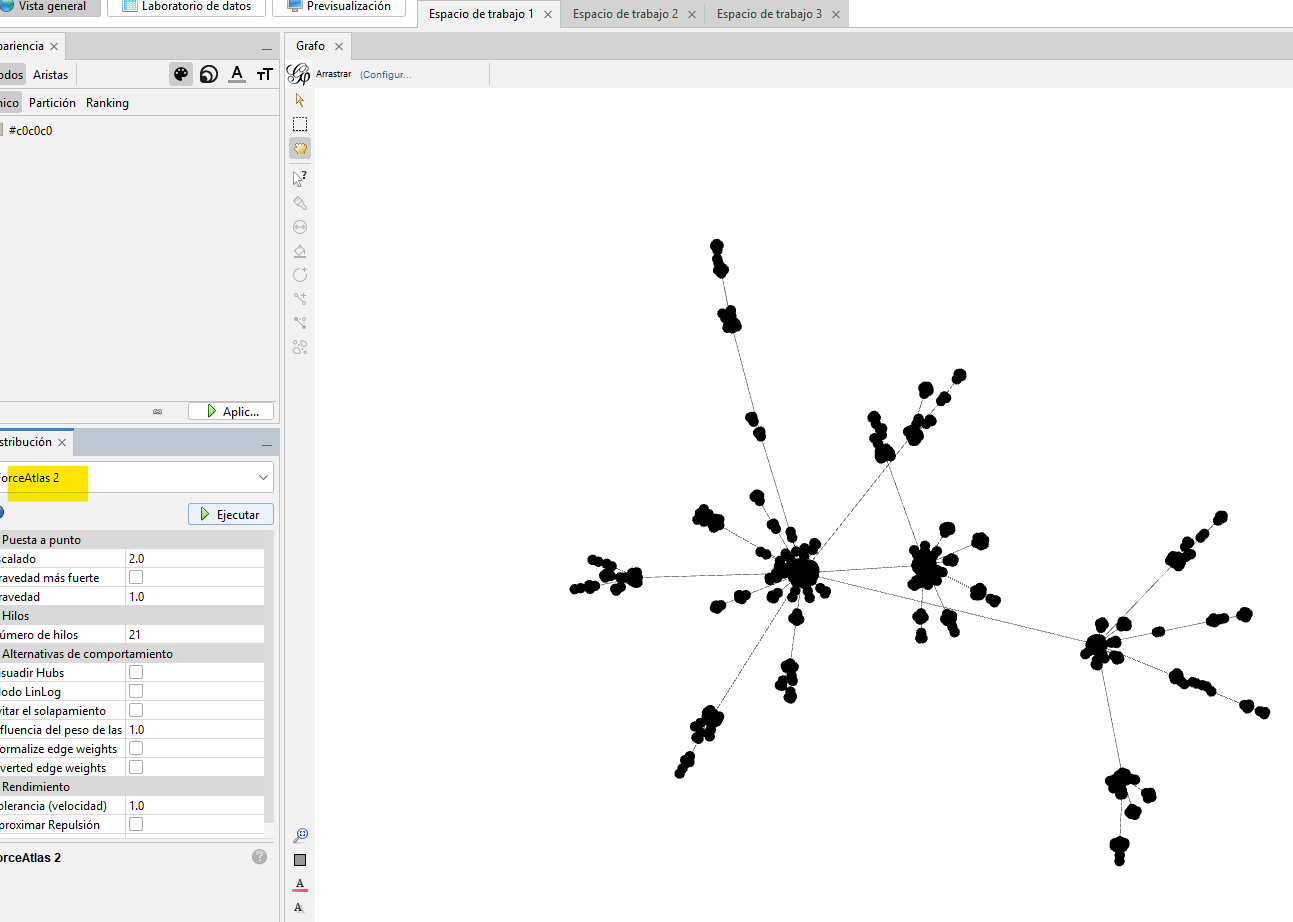 Vista general
Laboratorio de datos
Previsualización
Espacio de trabajo 1
Espacio de trabajo 2
Espacio de trabajo 3
pariencia
Grafo
odos Aristas
A
TT
Arrastrar (Configur...
nico Partición Ranking
#c0c0c0
Aplic...
stribución
orceAtlas 2
Ejecutar
Puesta a punto
scalado 2.0
ravedad más fuerte
ravedad 1.0
Hilos
úmero de hilos 21
Alternativas de comportamiento
isuadir Hubs
odo LinLog
vitar el solapamiento
fluencia del peso de las 1.0
ormalize edge weights
verted edge weights
Rendimiento
olerancia (velocidad) 1.0
proximar Repulsión
orceAtlas 2
?
A
A